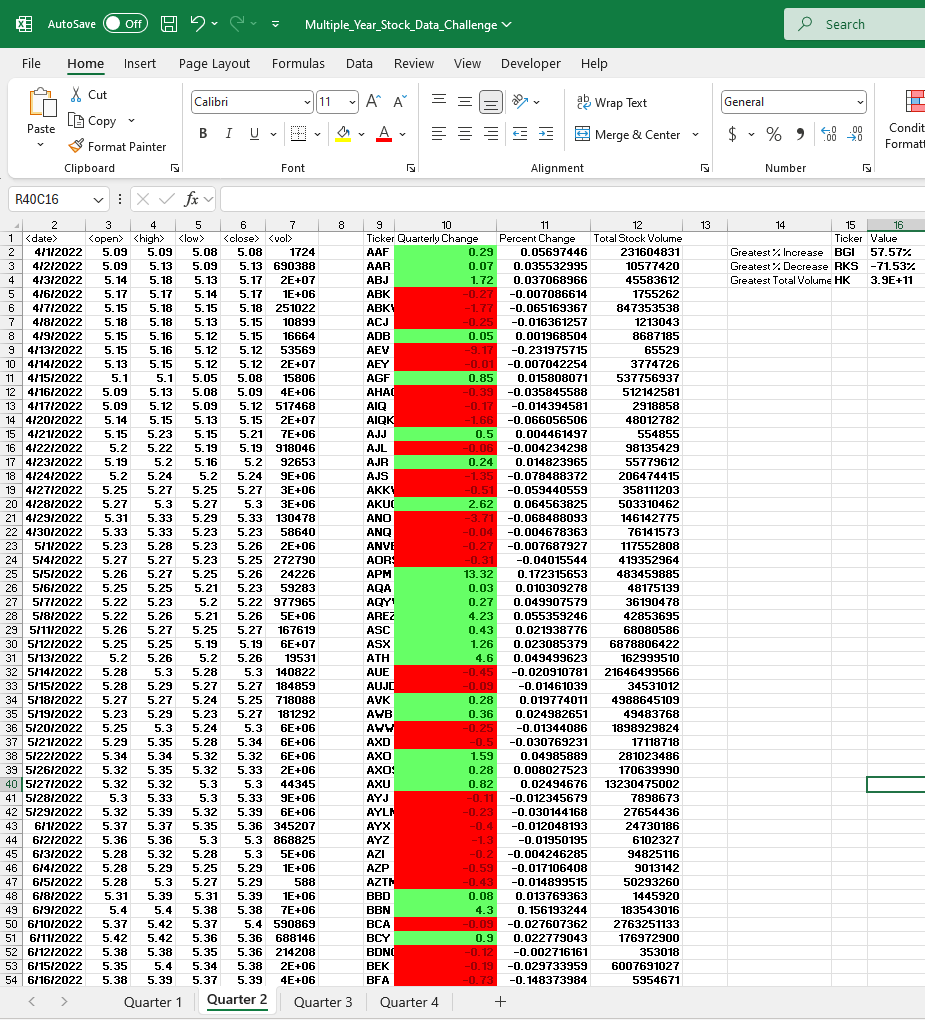 AutoSave Off Multiple_Year_Stock_Data_Challenge Search
File Home Insert Page Layout Formulas Data Review View Developer Help
Paste Cut Copy Format Painter Clipboard
Calibri 11 B I U A Font
ab Wrap Text Merge & Center Alignment
General $ % Number
Condit
Formatt
R40C16 fx
2 3 4 5 6 7 8 9 10 11 12 13 14 15 16
1 <date> <open> <high> <low> <close> <vol> Ticker Quarterly Change Percent Change Total Stock Volume Ticker Value
2 4/1/2022 5.09 5.09 5.08 5.08 1724 AAF 0.29 0.05697446 231604831 Greatest % Increase BGI 57.57%
3 4/2/2022 5.09 5.13 5.09 5.13 690388 AAR 0.07 0.035532995 10577420 Greatest % Decrease RKS -71.53%
4 4/3/2022 5.14 5.18 5.13 5.17 2E+07 ABJ 1.72 0.037068966 45583612 Greatest Total Volume HK 3.9E+11
5 4/6/2022 5.17 5.17 5.14 5.17 1E+06 ABK -0.27 -0.007086614 1755262
6 4/7/2022 5.15 5.18 5.15 5.18 251022 ABKV -1.77 -0.065169367 847353538
7 4/8/2022 5.18 5.18 5.13 5.15 10899 ACJ -0.25 -0.016361257 1213043
8 4/9/2022 5.15 5.16 5.12 5.15 16664 ADB 0.05 0.001968504 8687185
9 4/13/2022 5.15 5.16 5.12 5.12 53569 AEV -9.17 -0.231975715 65529
10 4/14/2022 5.13 5.15 5.12 5.12 2E+07 AEY -0.01 -0.007042254 3774726
11 4/15/2022 5.1 5.1 5.05 5.08 15806 AGF 0.85 0.015808071 537756937
12 4/16/2022 5.09 5.13 5.08 5.09 4E+06 AHAC -0.39 -0.035845588 512142581
13 4/17/2022 5.09 5.12 5.09 5.12 517468 AIQ -0.17 -0.014394581 2918858
14 4/20/2022 5.14 5.15 5.13 5.15 2E+07 AIQK -1.66 -0.066056506 48012782
15 4/21/2022 5.15 5.23 5.15 5.21 7E+06 AJJ 0.5 0.004461497 554855
16 4/22/2022 5.2 5.22 5.19 5.19 918046 AJL -0.06 -0.004234298 98135429
17 4/23/2022 5.19 5.2 5.16 5.2 92653 AJR 0.24 0.014823965 55779612
18 4/24/2022 5.2 5.24 5.2 5.24 9E+06 AJS -1.35 -0.078488372 206474415
19 4/27/2022 5.25 5.27 5.25 5.27 3E+06 AKKV -0.51 -0.059440559 358111203
20 4/28/2022 5.27 5.3 5.27 5.3 3E+06 AKUC 2.62 0.064563825 503310462
21 4/29/2022 5.31 5.33 5.29 5.33 130478 ANO -3.71 -0.068488093 146142775
22 4/30/2022 5.33 5.33 5.23 5.23 58640 ANQ -0.04 -0.004678363 76141573
23 5/1/2022 5.23 5.28 5.23 5.26 2E+06 ANVE -0.27 -0.007687927 117552808
24 5/4/2022 5.27 5.27 5.23 5.25 272790 AORS -0.31 -0.04015544 419352964
25 5/5/2022 5.26 5.27 5.25 5.26 24226 APM 13.32 0.172315653 483459885
26 5/6/2022 5.25 5.25 5.21 5.23 59283 AQA 0.03 0.010309278 48175139
27 5/7/2022 5.22 5.23 5.2 5.22 977965 AQYY 0.27 0.049907579 36190478
28 5/8/2022 5.22 5.26 5.21 5.26 5E+06 AREZ 4.23 0.055359246 42853695
29 5/11/2022 5.26 5.27 5.25 5.27 167619 ASC 0.43 0.021938776 68080586
30 5/12/2022 5.25 5.25 5.19 5.19 6E+07 ASX 1.26 0.023085379 6878806422
31 5/13/2022 5.2 5.26 5.2 5.26 19531 ATH 4.6 0.049499623 162999510
32 5/14/2022 5.28 5.3 5.28 5.3 140822 AUE -0.45 -0.020910781 21646499566
33 5/15/2022 5.28 5.29 5.27 5.27 184859 AUJD -0.09 -0.01461039 34531012
34 5/18/2022 5.27 5.27 5.24 5.25 718088 AVK 0.28 0.019774011 4988645109
35 5/19/2022 5.23 5.29 5.23 5.27 181292 AWB 0.36 0.024982651 49483768
36 5/20/2022 5.25 5.3 5.24 5.3 6E+06 AWW -0.25 -0.01344086 1898929824
37 5/21/2022 5.29 5.35 5.28 5.34 5E+06 AXD -0.5 -0.030769231 17118718
38 5/22/2022 5.34 5.34 5.32 5.32 6E+06 AXO 1.59 0.04985889 281023486
39 5/26/2022 5.32 5.35 5.32 5.33 2E+06 AXOS 0.28 0.008027523 170639990
40 5/27/2022 5.32 5.32 5.3 5.3 44345 AXU 0.82 0.02494676 13230475002
41 5/28/2022 5.3 5.33 5.3 5.33 9E+06 AYJ -0.11 -0.012345679 7898673
42 5/29/2022 5.32 5.39 5.32 5.39 6E+06 AYLN -0.23 -0.030144168 27654436
43 6/1/2022 5.37 5.37 5.35 5.36 345207 AYX -0.4 -0.012048193 24730186
44 6/2/2022 5.36 5.36 5.3 5.3 868825 AYZ -1.3 -0.01950195 6102327
45 6/3/2022 5.28 5.32 5.28 5.3 5E+06 AZI -0.2 -0.004246285 94825116
46 6/4/2022 5.28 5.29 5.25 5.29 1E+06 AZP -0.59 -0.017106408 9013142
47 6/5/2022 5.28 5.3 5.27 5.29 588 AZTN -0.43 -0.014899515 50293260
48 6/8/2022 5.31 5.39 5.31 5.39 1E+06 BBD 0.08 0.013769363 1445920
49 6/9/2022 5.4 5.4 5.38 5.38 7E+06 BBN 4.3 0.156193244 183543016
50 6/10/2022 5.37 5.42 5.37 5.4 590869 BCA -0.09 -0.027607362 2763251133
51 6/11/2022 5.42 5.42 5.36 5.36 688146 BCY 0.9 0.022779043 176972900
52 6/12/2022 5.38 5.38 5.35 5.36 214208 BDNC -0.12 -0.002716161 353018
53 6/15/2022 5.35 5.4 5.34 5.38 2E+06 BEK -0.19 -0.029733959 6007691027
54 6/16/2022 5.38 5.39 5.37 5.39 4E+06 BFA -0.73 -0.148373984 5954671
Quarter 1 Quarter 2 Quarter 3 Quarter 4